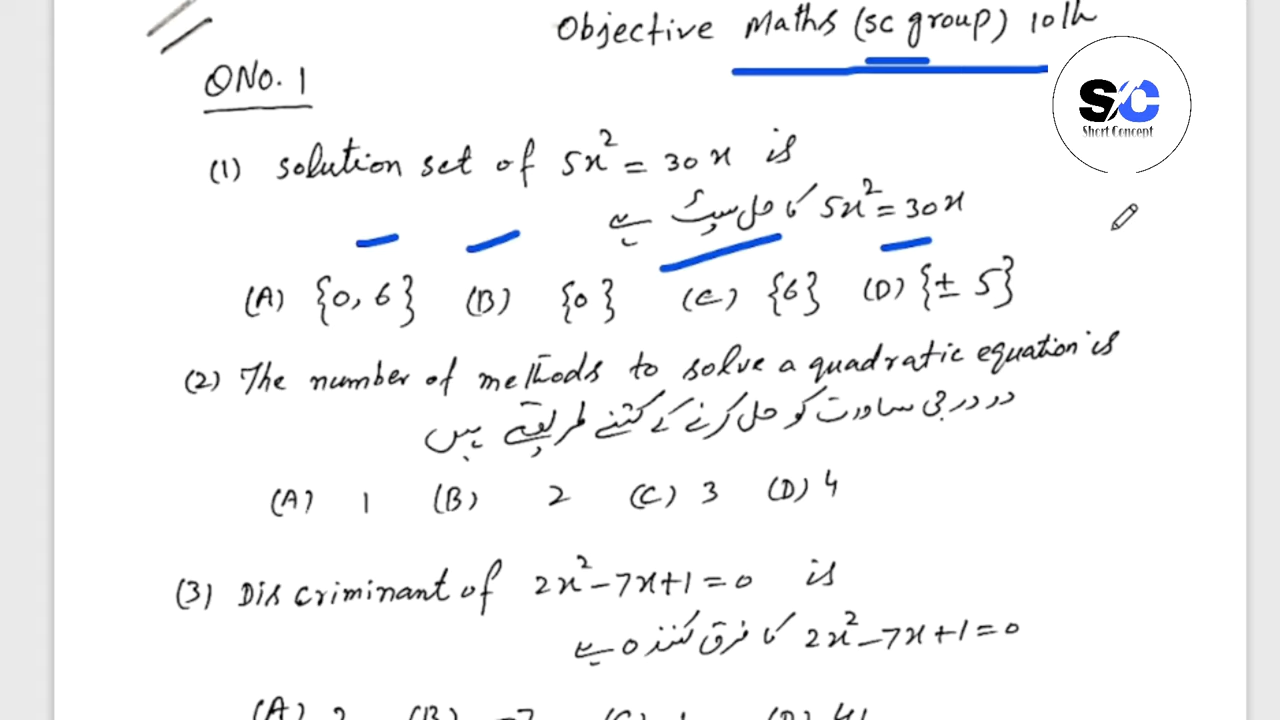 Objective Maths (SC group) 10th
SC
Short Concept
QNo. 1
(1) Solution set of 5x² = 30x is
5x² = 30x کا حل سیٹ ہے
(A) {0, 6} (B) {0} (C) {6} (D) {± 5}
(2) The number of methods to solve a quadratic equation is
دو درجی مساوات کو حل کرنے کے کتنے طریقے ہیں
(A) 1 (B) 2 (C) 3 (D) 4
(3) Discriminant of 2x² - 7x + 1 = 0 is
2x² - 7x + 1 = 0 کا فرق کنندہ ہے
(A) (B) (C) (D) 41